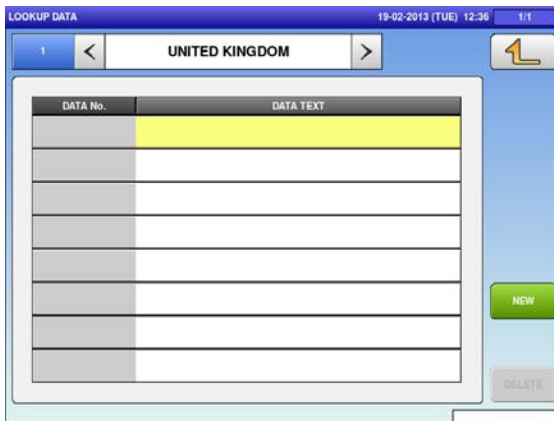 LOOKUP DATA 19-02-2013 (TUE) 12:36 1/1
1 < UNITED KINGDOM >
DATA No. DATA TEXT
NEW
DELETE